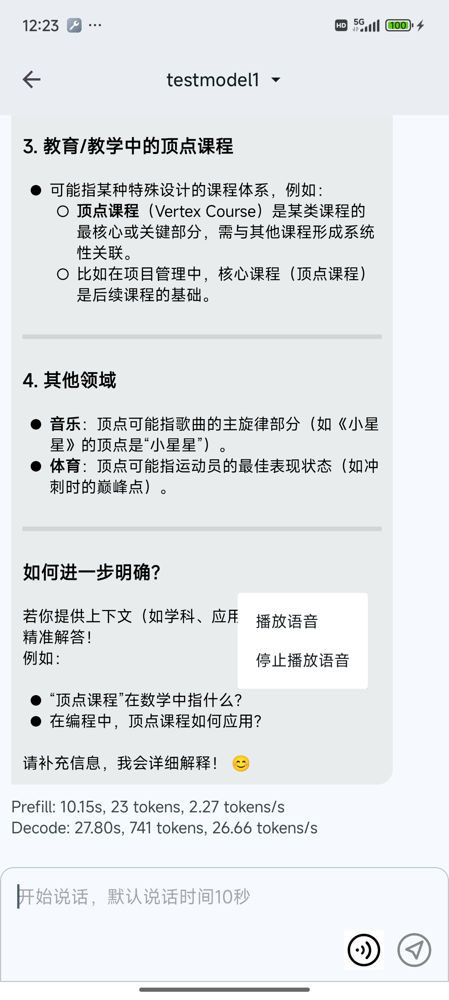 12:23
HD 5G 100
testmodel1
3. 教育/教学中的顶点课程
可能指某种特殊设计的课程体系，例如：
顶点课程（Vertex Course）是某类课程的
最核心或关键部分，需与其他课程形成系统
性关联。
比如在项目管理中，核心课程（顶点课程）
是后续课程的基础。
4. 其他领域
音乐：顶点可能指歌曲的主旋律部分（如《小星
星》的顶点是“小星星”）。
体育：顶点可能指运动员的最佳表现状态（如冲
刺时的巅峰点）。
如何进一步明确？
若你提供上下文（如学科、应用
精准解答！
例如：
播放语音
停止播放语音
“顶点课程”在数学中指什么？
在编程中，顶点课程如何应用？
请补充信息，我会详细解释！ 😊
Prefill: 10.15s, 23 tokens, 2.27 tokens/s
Decode: 27.80s, 741 tokens, 26.66 tokens/s
开始说话，默认说话时间10秒